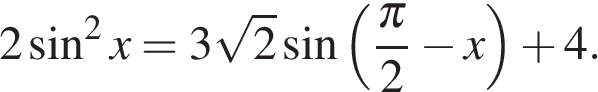 2 sin² x = 3√2 sin(π/2 − x) + 4.